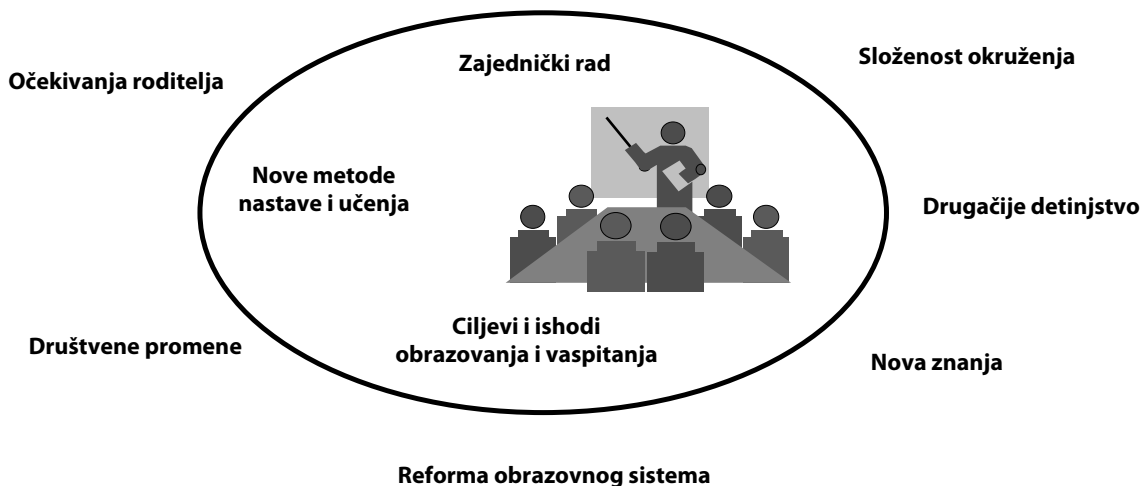 Zajednički rad
Složenost okruženja
Očekivanja roditelja
Nove metode
nastave i učenja
Drugačije detinjstvo
Ciljevi i ishodi
obrazovanja i vaspitanja
Društvene promene
Nova znanja
Reforma obrazovnog sistema